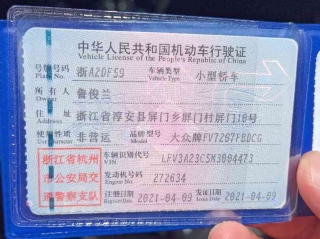 中华人民共和国机动车行驶证
Vehicle License of the People's Republic of China
号牌号码 浙A20F59 车辆类型 小型轿车
Plate No. Vehicle Type
所有人 鲁俊兰
Owner
住址 浙江省淳安县屏门乡屏门村屏门18号
Address
使用性质 非营运 品牌型号 大众牌FV7287FBDCG
Use Character Model
浙江省杭州
市公安局交
通警察支队
车辆识别代号
VIN
发动机号码 272634
Engine No.
注册日期 2021-04-09 发证日期 2021-04-09
Register Date Issue Date